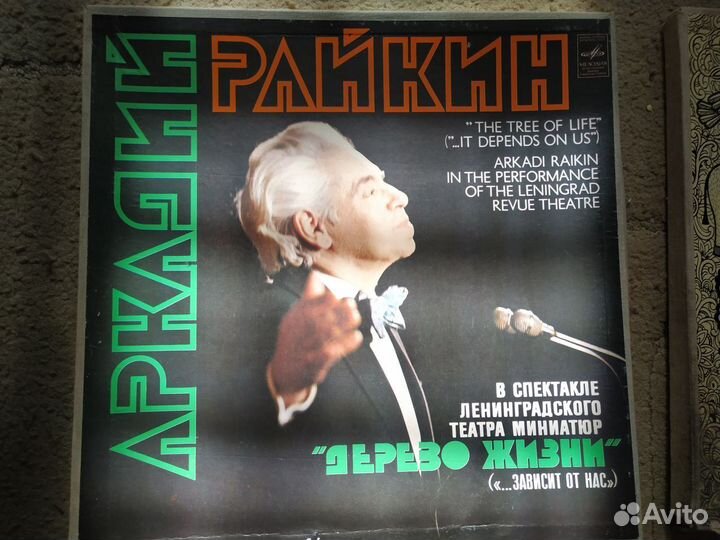 АРКАДИЙ
РАЙКИН
"THE TREE OF LIFE"
("...IT DEPENDS ON US")
ARKADI RAIKIN
IN THE PERFORMANCE
OF THE LENINGRAD
REVUE THEATRE
В СПЕКТАКЛЕ
ЛЕНИНГРАДСКОГО
ТЕАТРА МИНИАТЮР
"ДЕРЕВО ЖИЗНИ"
(«...ЗАВИСИТ ОТ НАС»)
Avito